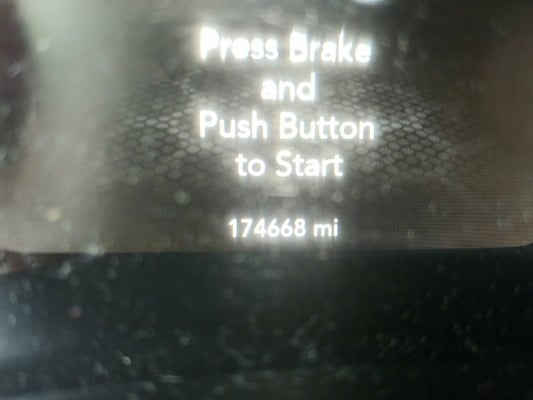 Press Brake
and
Push Button
to Start
174668 mi